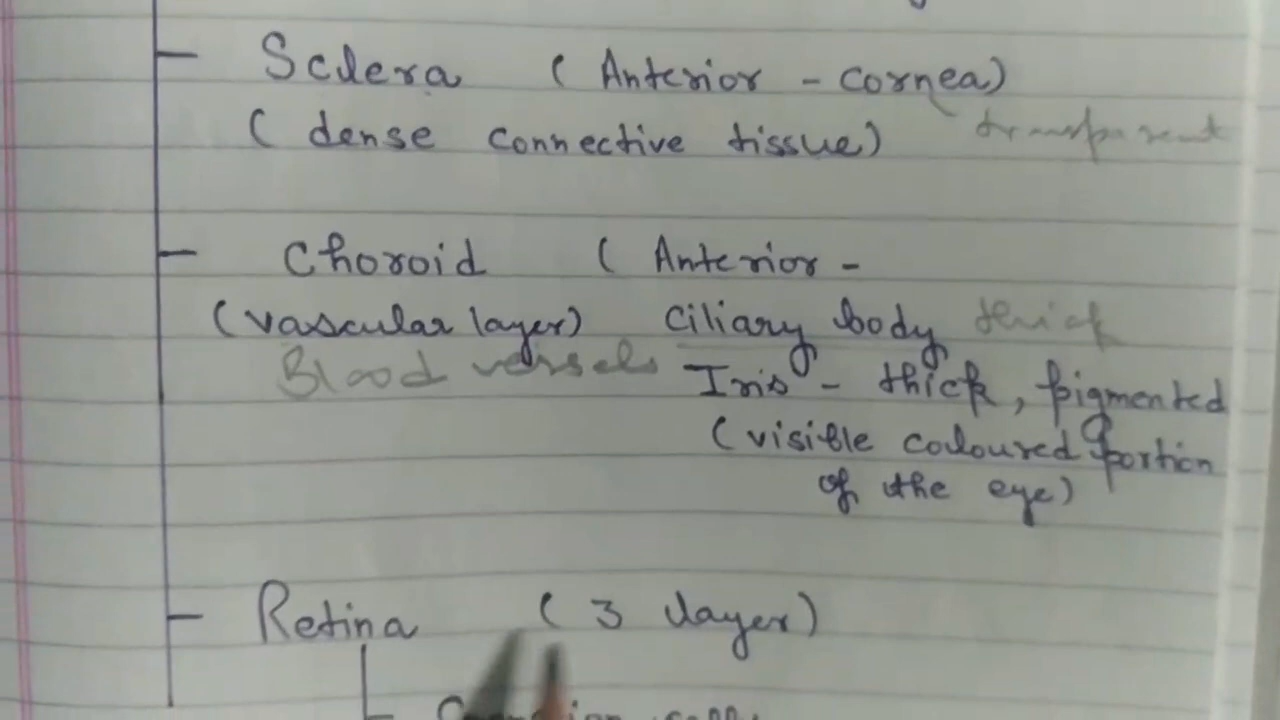 Sclera (Anterior - cornea)
(dense connective tissue) transparent
Choroid (Anterior -
(vascular layer) ciliary body thick
Blood vessels Iris - thick, pigmented
(visible coloured portion
of the eye)
Retina (3 layer)